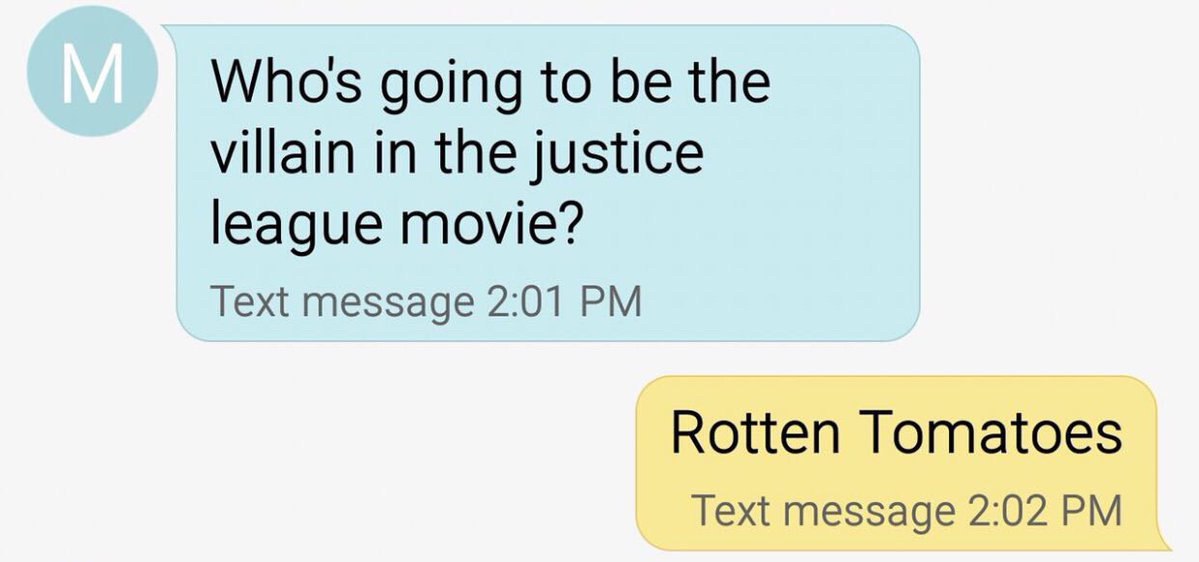 M
Who's going to be the
villain in the justice
league movie?
Text message 2:01 PM
Rotten Tomatoes
Text message 2:02 PM